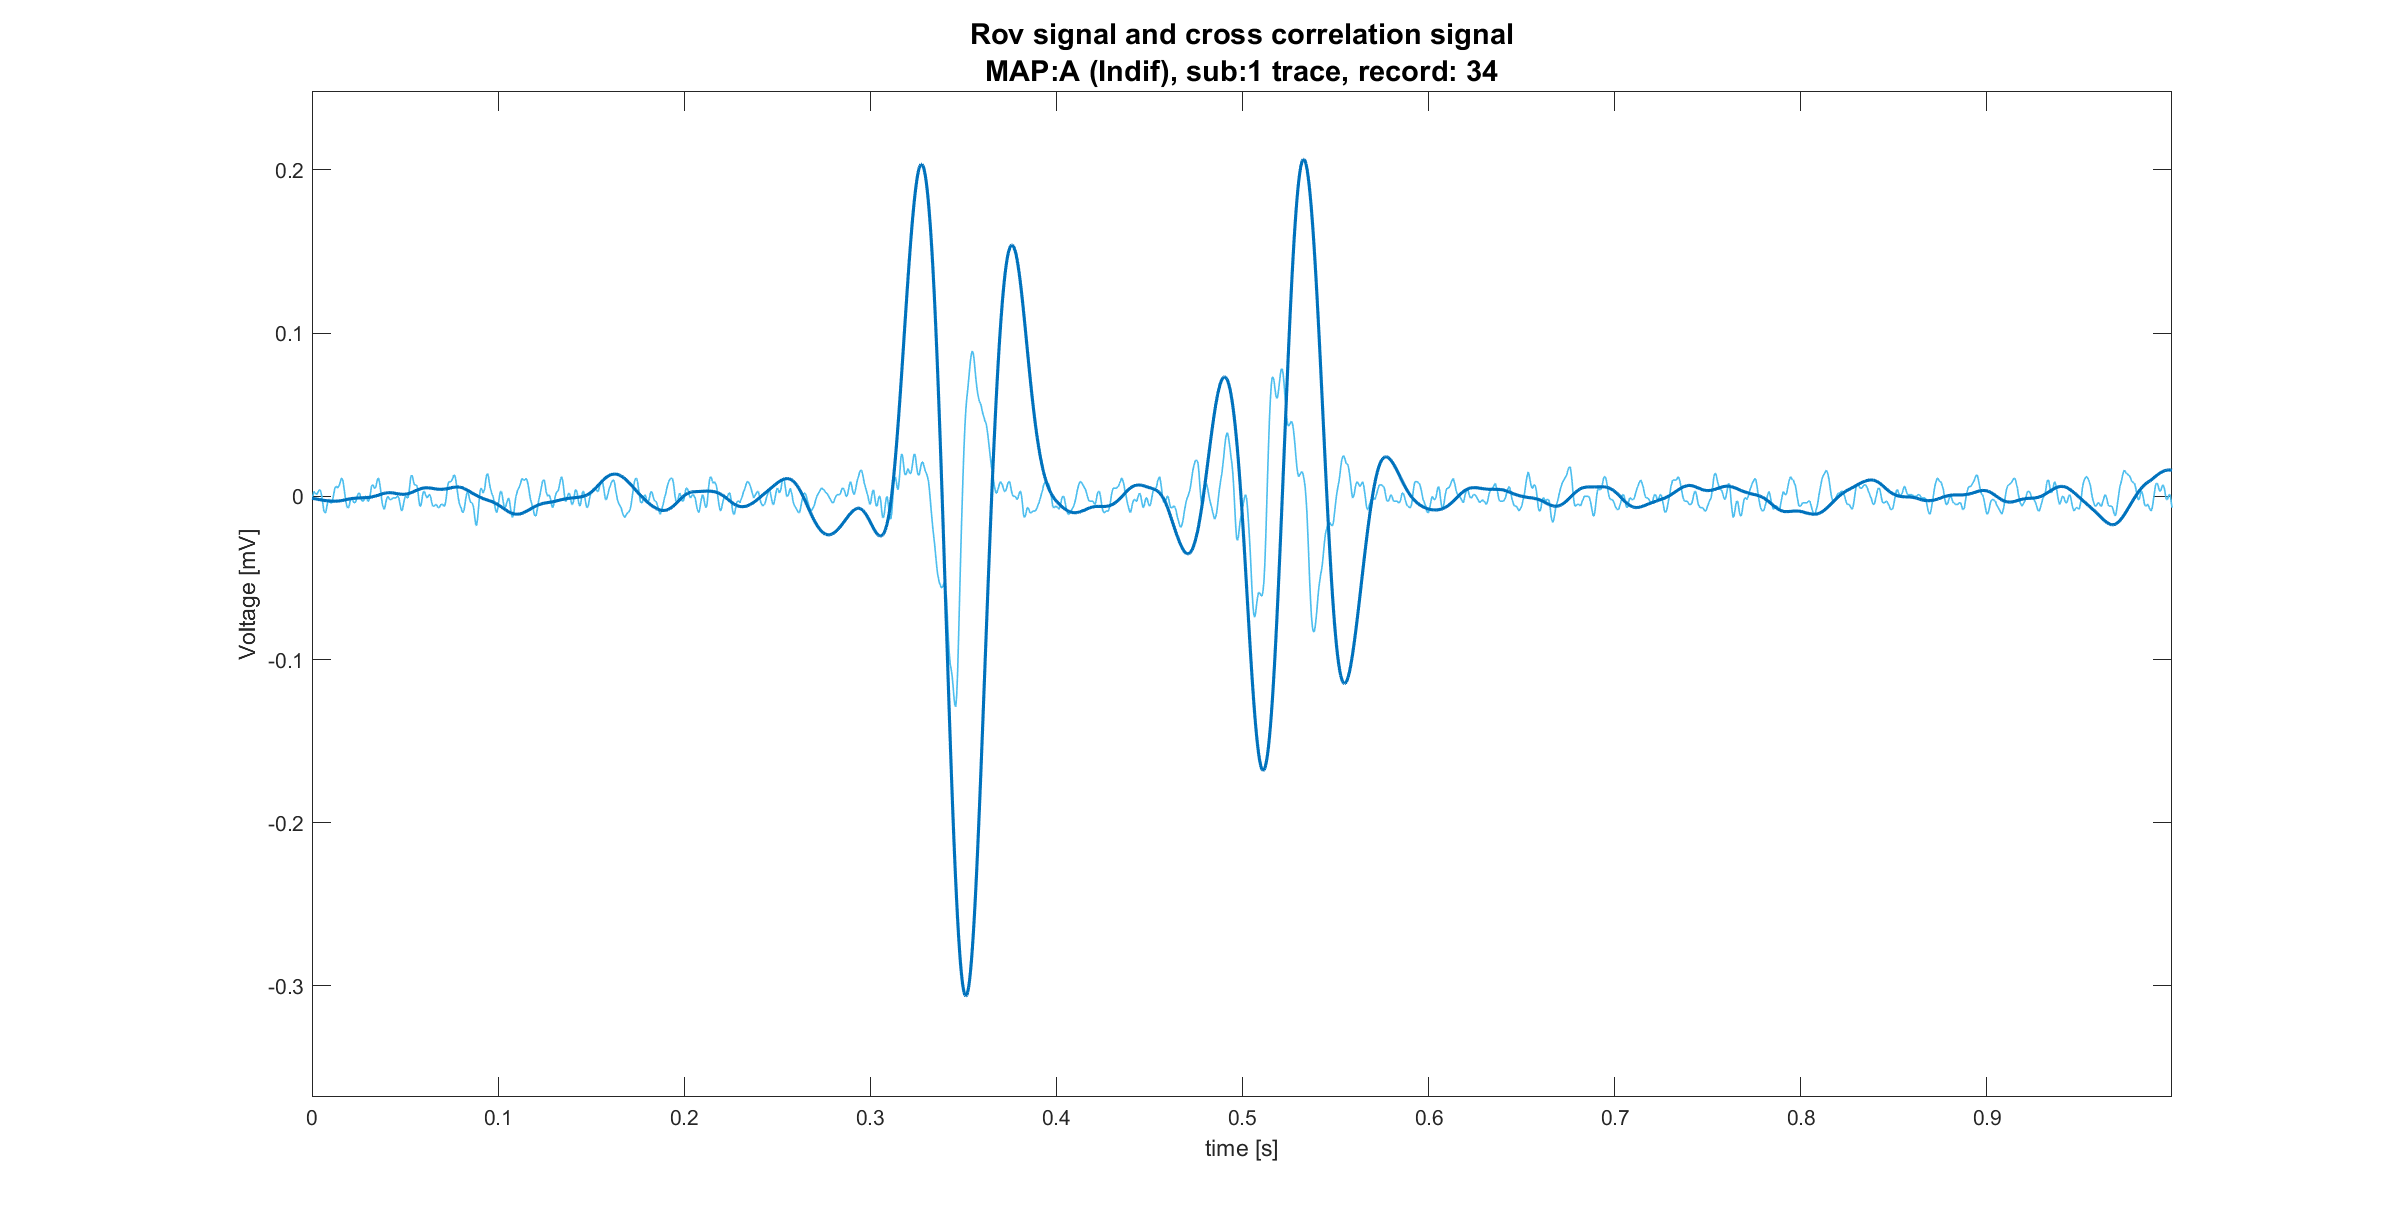 Rov signal and cross correlation signal
MAP:A (Indif), sub:1 trace, record: 34
0.2
0.1
0
-0.1
-0.2
-0.3
Voltage [mV]
0 0.1 0.2 0.3 0.4 0.5 0.6 0.7 0.8 0.9
time [s]